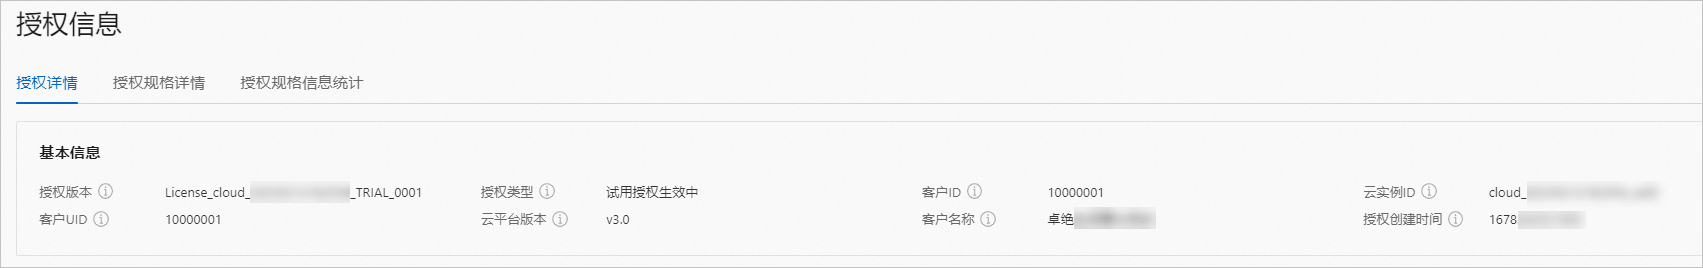 授权信息
授权详情 授权规格详情 授权规格信息统计
基本信息
授权版本 License_cloud_ _TRIAL_0001 授权类型 试用授权生效中 客户ID 10000001 云实例ID cloud_
客户UID 10000001 云平台版本 v3.0 客户名称 卓绝 授权创建时间 1678